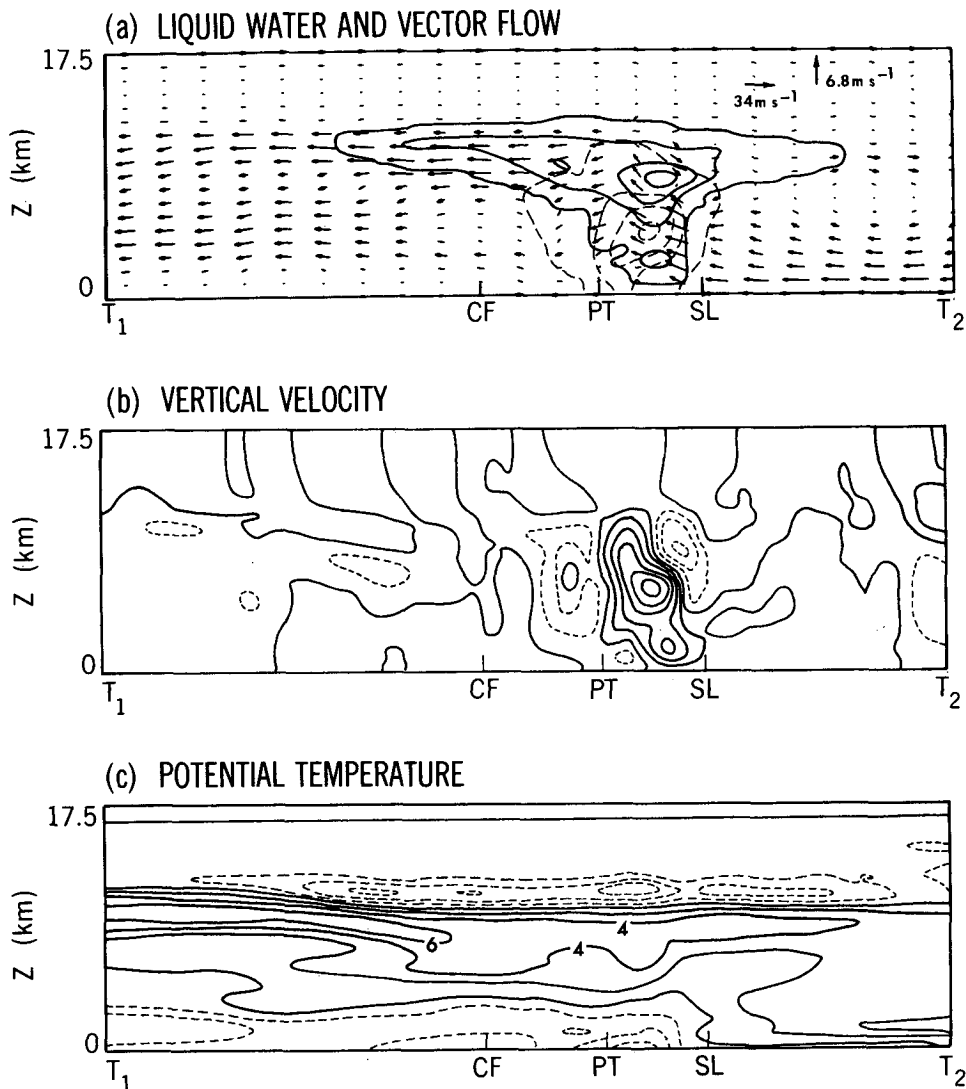 (a) LIQUID WATER AND VECTOR FLOW
17.5
6.8 m s⁻¹
34 m s⁻¹
Z (km)
0
T₁ CF PT SL T₂
(b) VERTICAL VELOCITY
17.5
Z (km)
0
T₁ CF PT SL T₂
(c) POTENTIAL TEMPERATURE
17.5
Z (km)
4
6
4
0
T₁ CF PT SL T₂